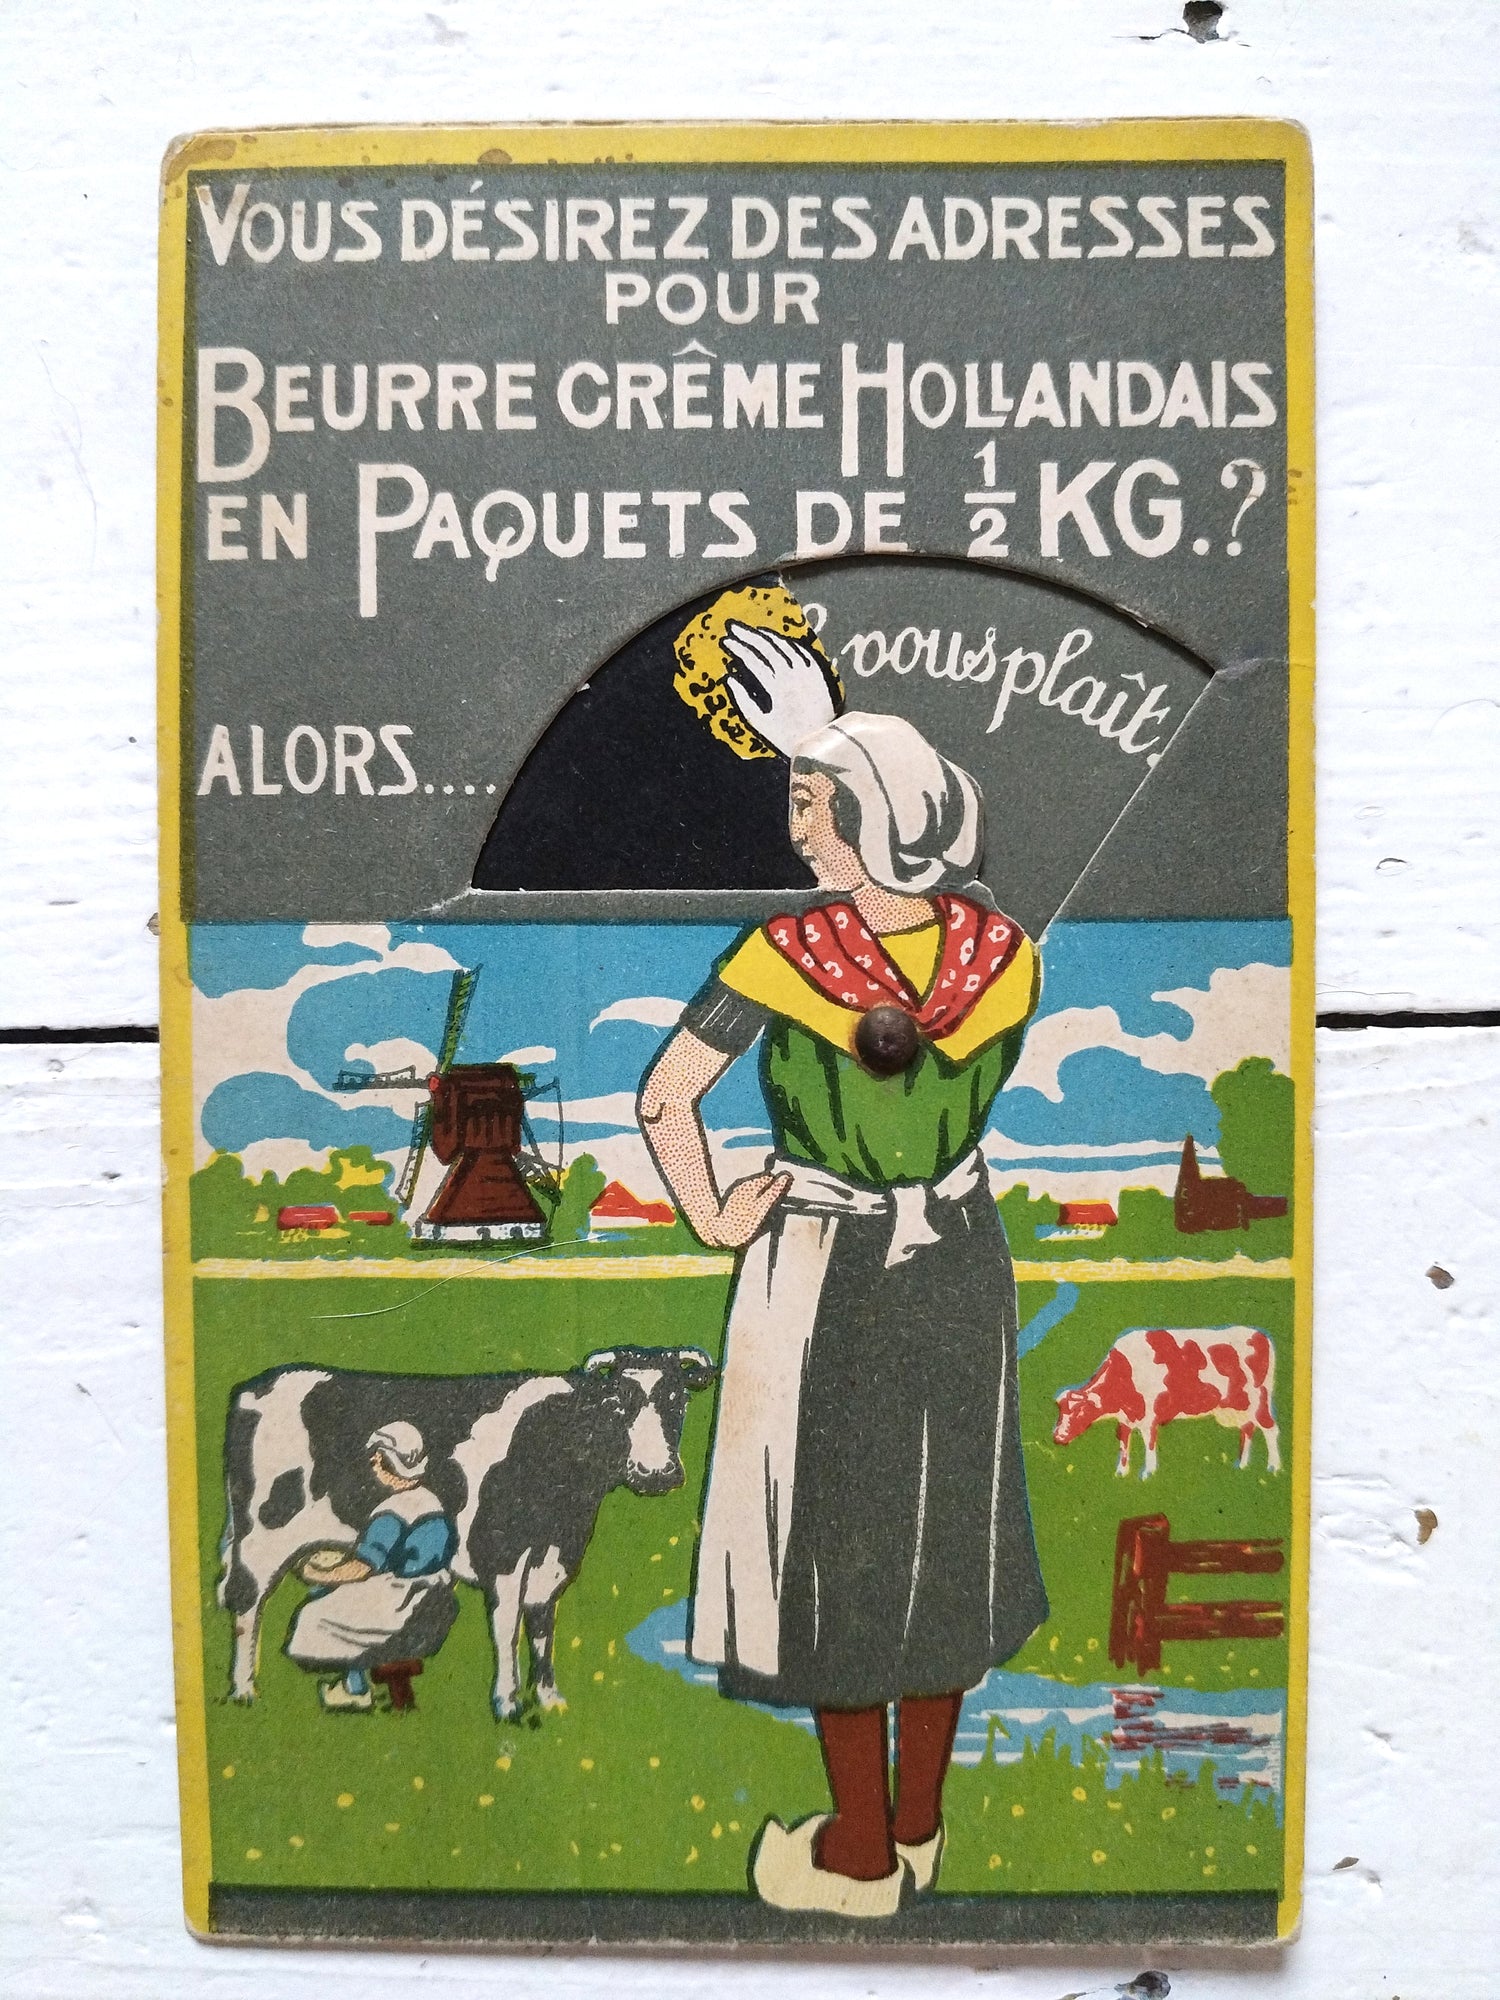 VOUS DÉSIREZ DES ADRESSES
POUR
BEURRE CRÊME HOLLANDAIS
EN PAQUETS DE ½ KG.?
ALORS....
vous plaît.